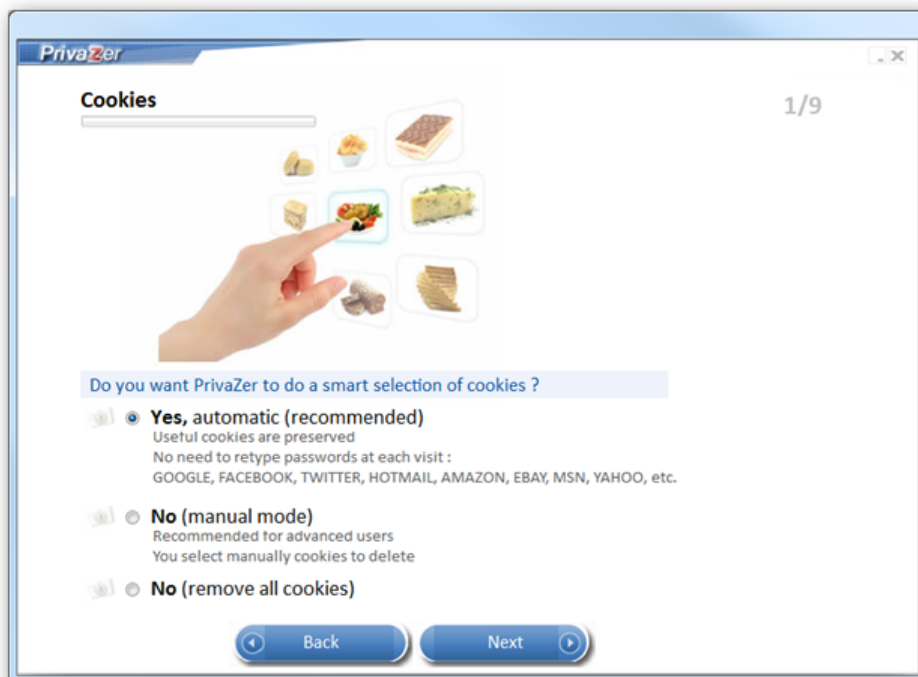 PrivaZer
Cookies
1/9
Do you want PrivaZer to do a smart selection of cookies ?
Yes, automatic (recommended)
Useful cookies are preserved
No need to retype passwords at each visit :
GOOGLE, FACEBOOK, TWITTER, HOTMAIL, AMAZON, EBAY, MSN, YAHOO, etc.
No (manual mode)
Recommended for advanced users
You select manually cookies to delete
No (remove all cookies)
Back
Next